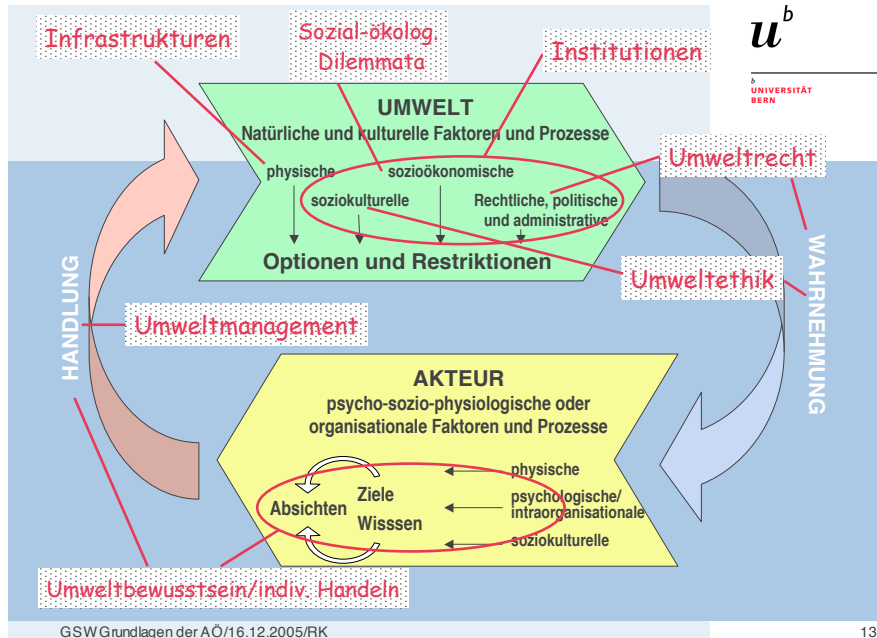 Infrastrukturen
Sozial-ökolog.
Dilemmata
Institutionen
u^b
b
UNIVERSITÄT
BERN
UMWELT
Natürliche und kulturelle Faktoren und Prozesse
physische
sozioökonomische
Umweltrecht
soziokulturelle
Rechtliche, politische
und administrative
Optionen und Restriktionen
Umweltethik
HANDLUNG
WAHRNEHMUNG
Umweltmanagement
AKTEUR
psycho-sozio-physiologische oder
organisationale Faktoren und Prozesse
physische
Absichten
Ziele
Wisssen
psychologische/
intraorganisationale
soziokulturelle
Umweltbewusstsein/indiv. Handeln
GSW Grundlagen der AÖ/16.12.2005/RK
13